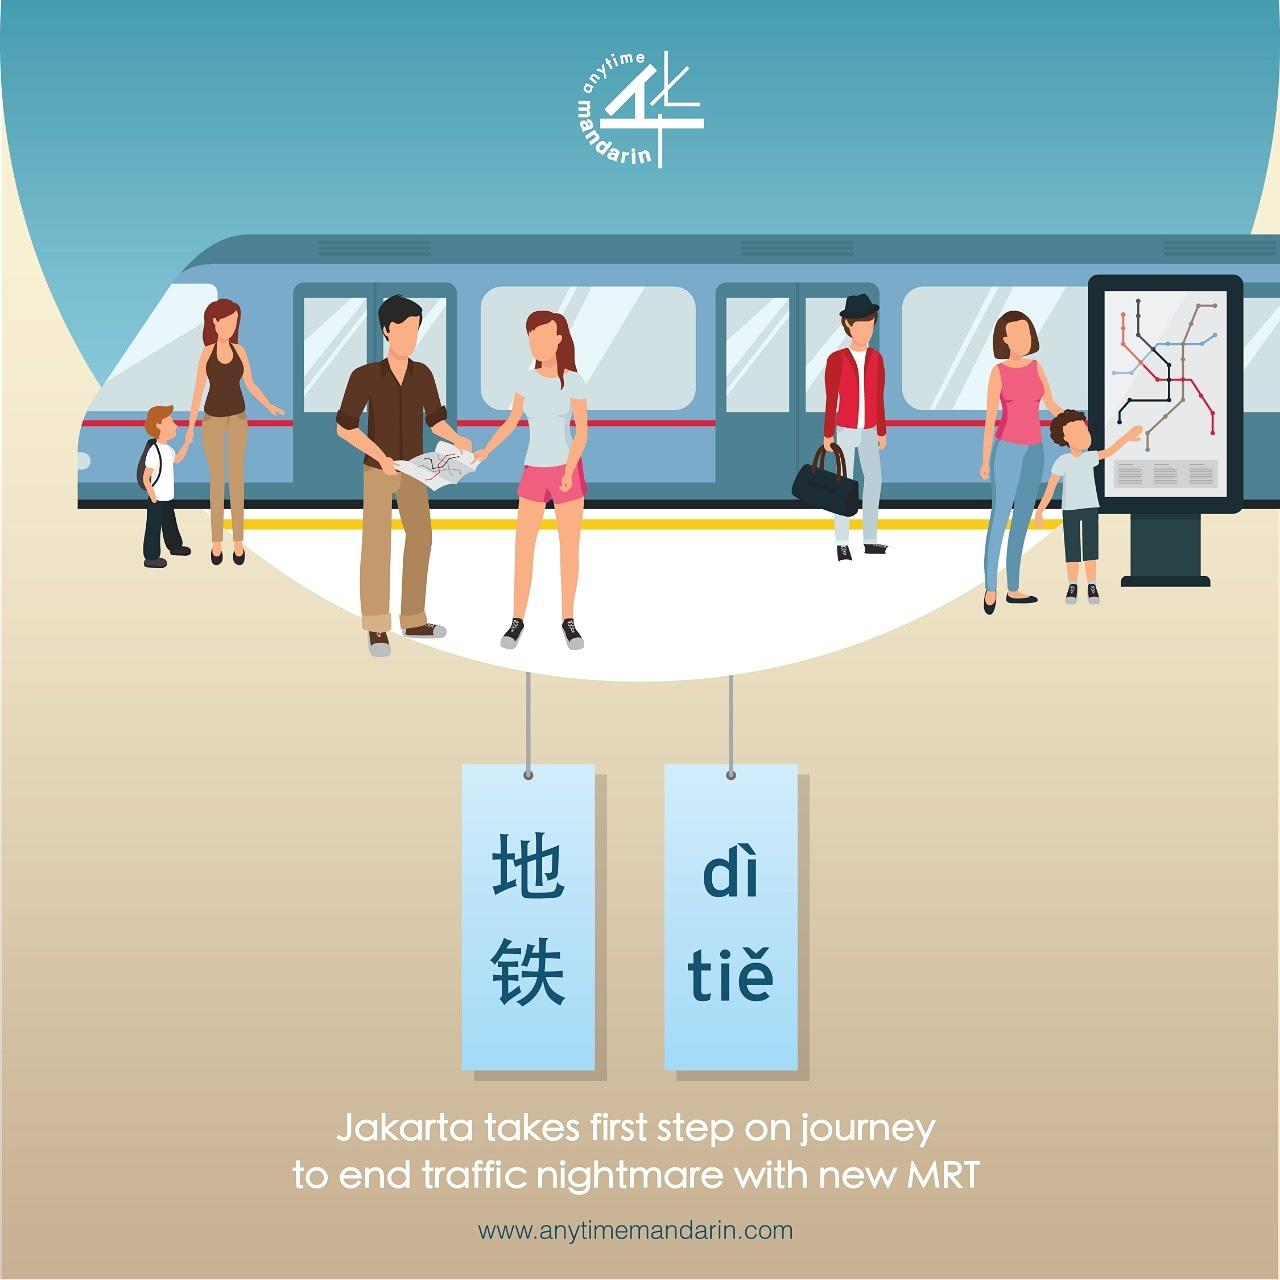 anytime
mandarin
地
铁
dì
tiě
Jakarta takes first step on journey
to end traffic nightmare with new MRT
www.anytimemandarin.com